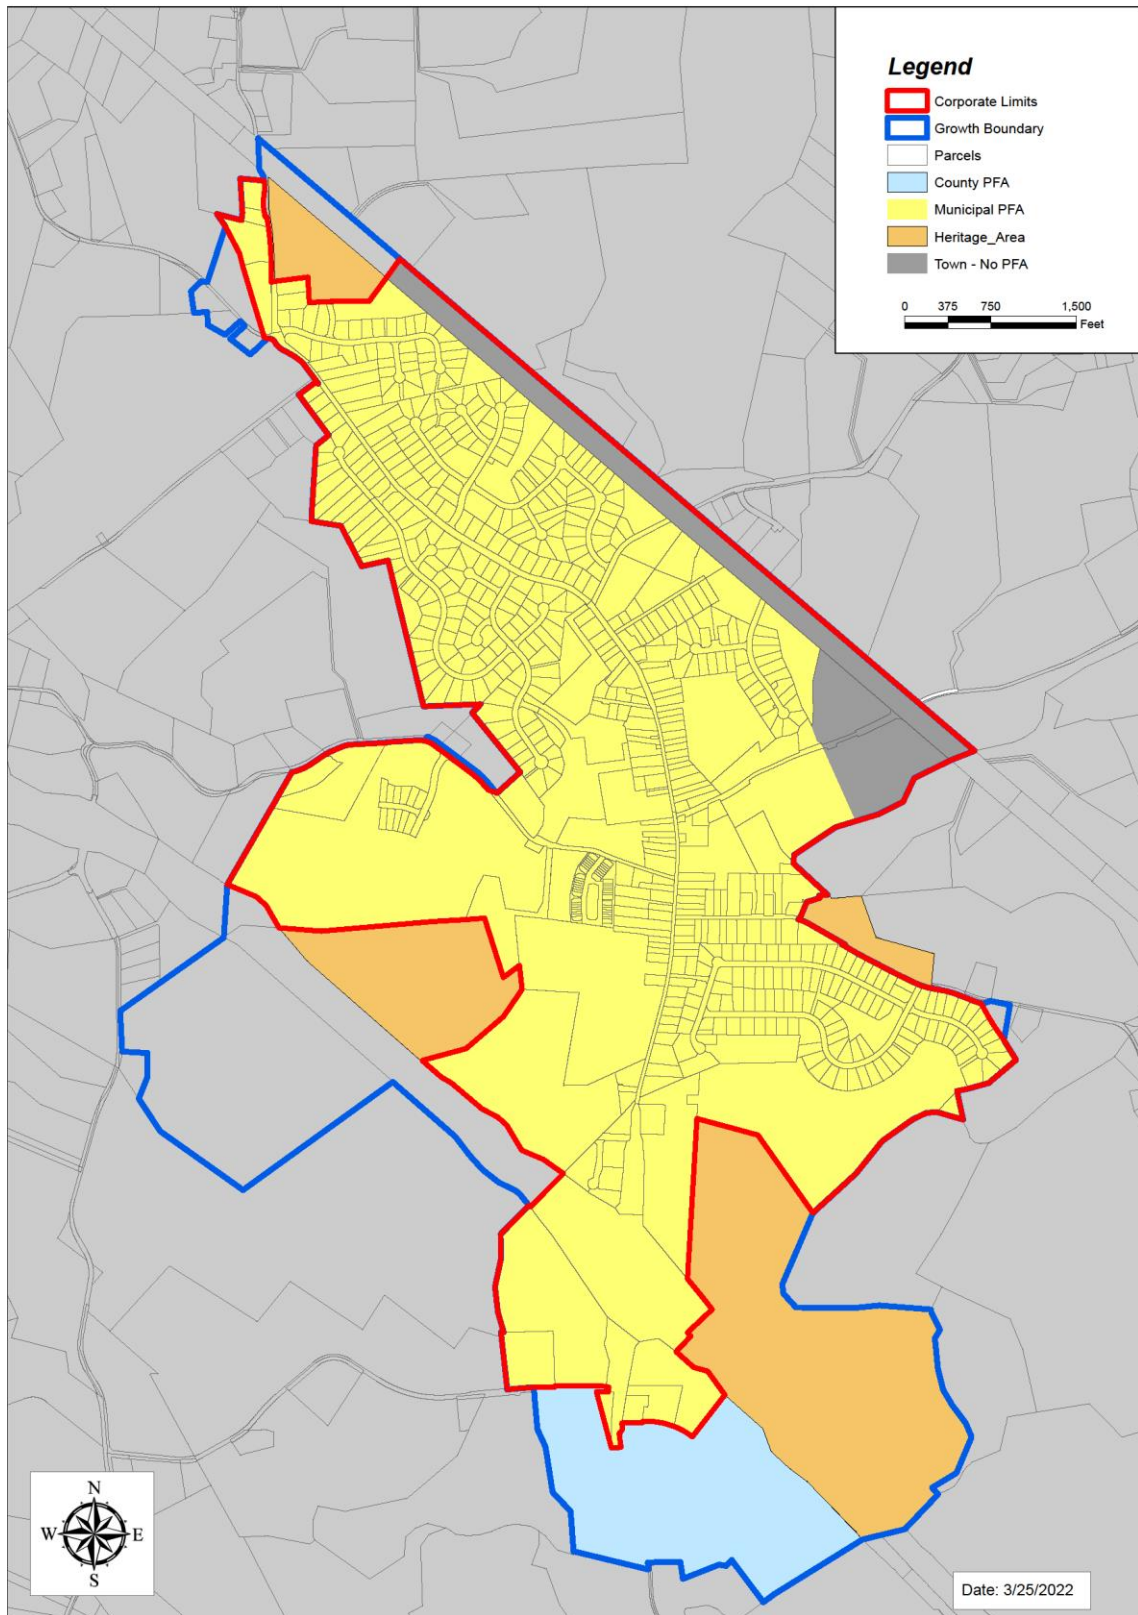 Legend
Corporate Limits
Growth Boundary
Parcels
County PFA
Municipal PFA
Heritage_Area
Town - No PFA
0 375 750 1,500
Feet
N
W E
S
Date: 3/25/2022